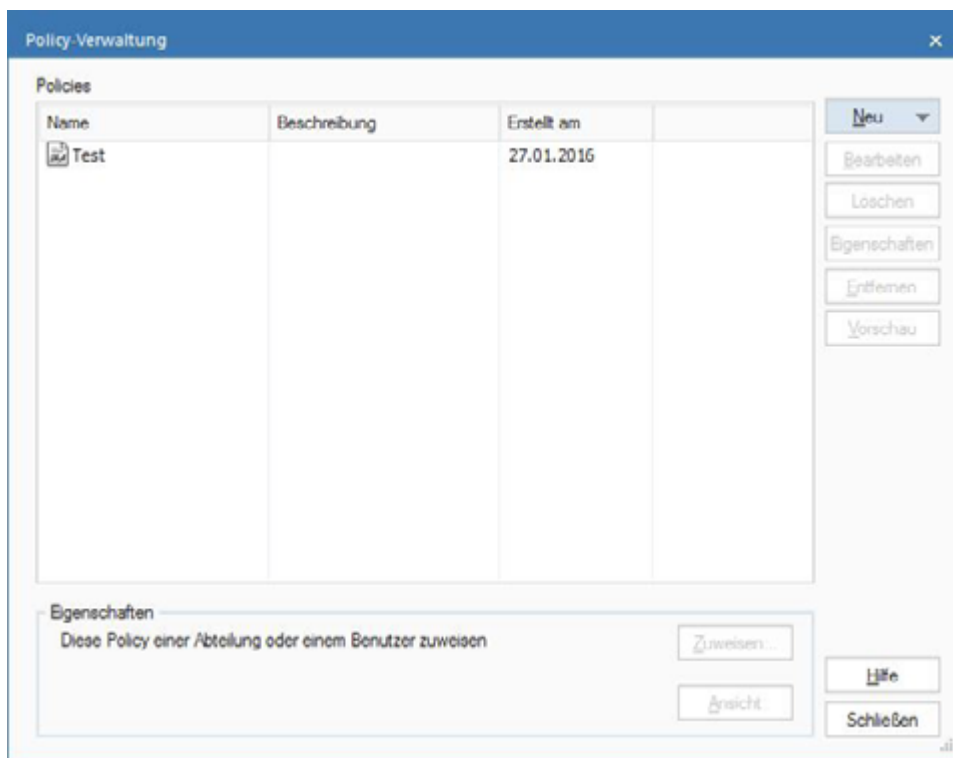 Policy-Verwaltung
Policies
Name Beschreibung Erstellt am
Test 27.01.2016
Neu
Bearbeiten
Löschen
Eigenschaften
Entfernen
Vorschau
Eigenschaften
Diese Policy einer Abteilung oder einem Benutzer zuweisen
Zuweisen...
Ansicht
Hilfe
Schließen